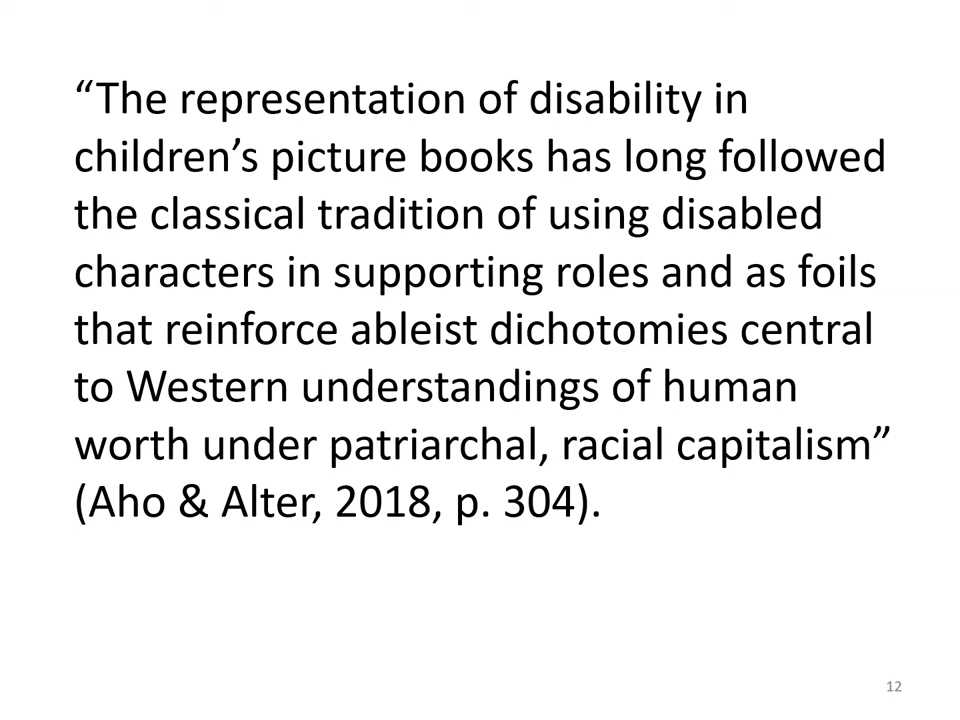 “The representation of disability in
children’s picture books has long followed
the classical tradition of using disabled
characters in supporting roles and as foils
that reinforce ableist dichotomies central
to Western understandings of human
worth under patriarchal, racial capitalism”
(Aho & Alter, 2018, p. 304).
12